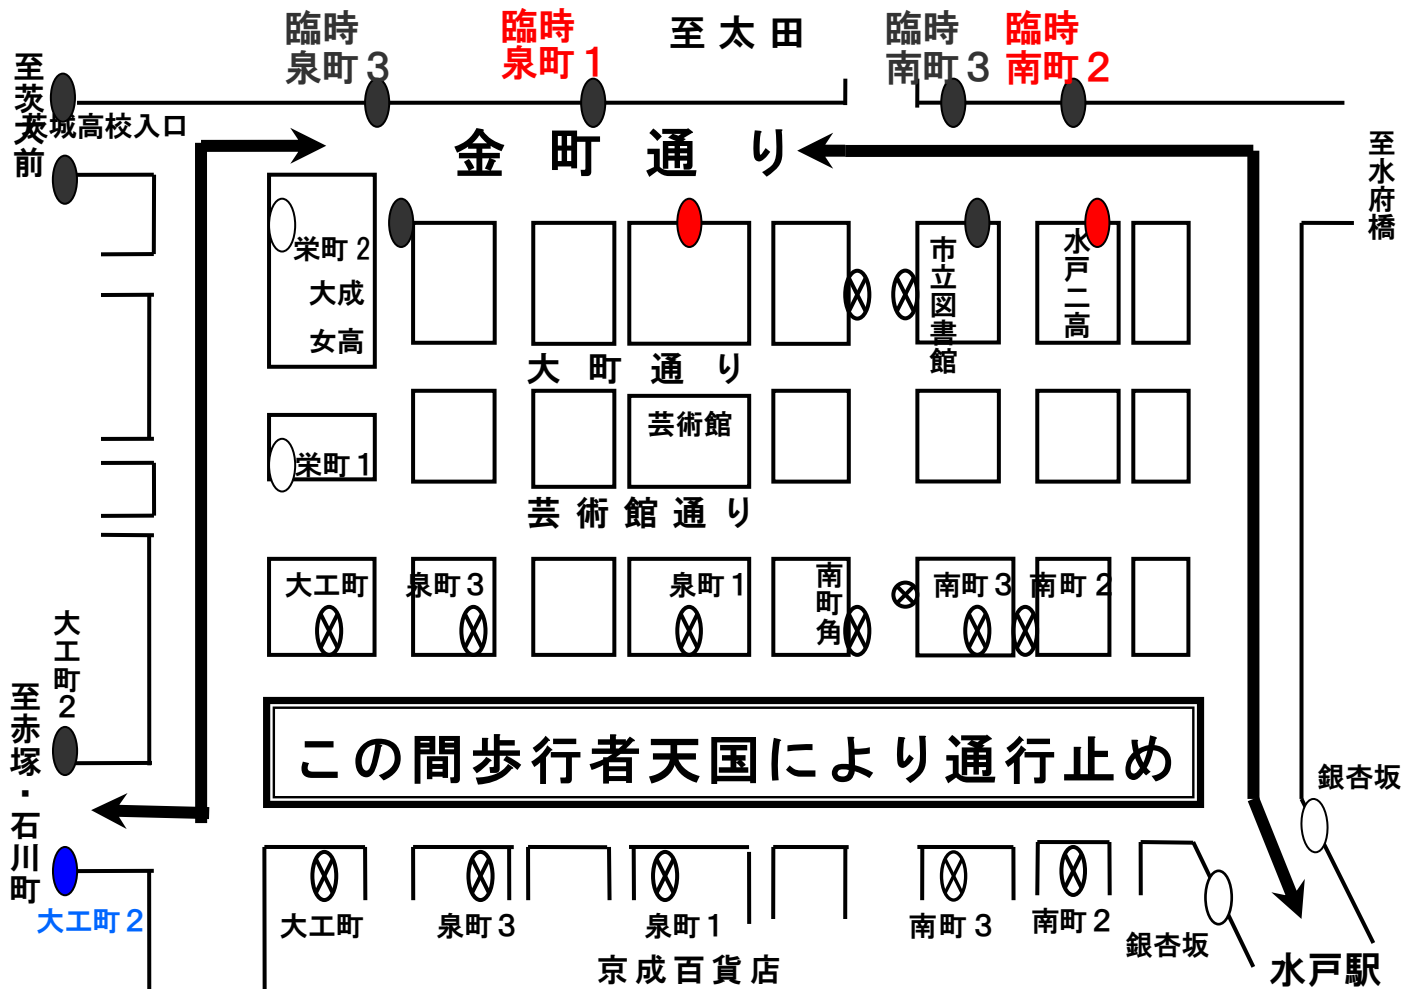 臨時
泉町３
臨時
泉町１
至太田
臨時
南町３
臨時
南町２
至茨大前
茨城高校入口
金町通り
至水府橋
栄町２
大成
女高
市立図書館
水戸二高
大町通り
芸術館
栄町１
芸術館通り
大工町
泉町３
泉町１
南町角
南町３
南町２
大工町２
至赤塚・石川町
この間歩行者天国により通行止め
銀杏坂
大工町２
大工町
泉町３
泉町１
南町３
南町２
銀杏坂
京成百貨店
水戸駅